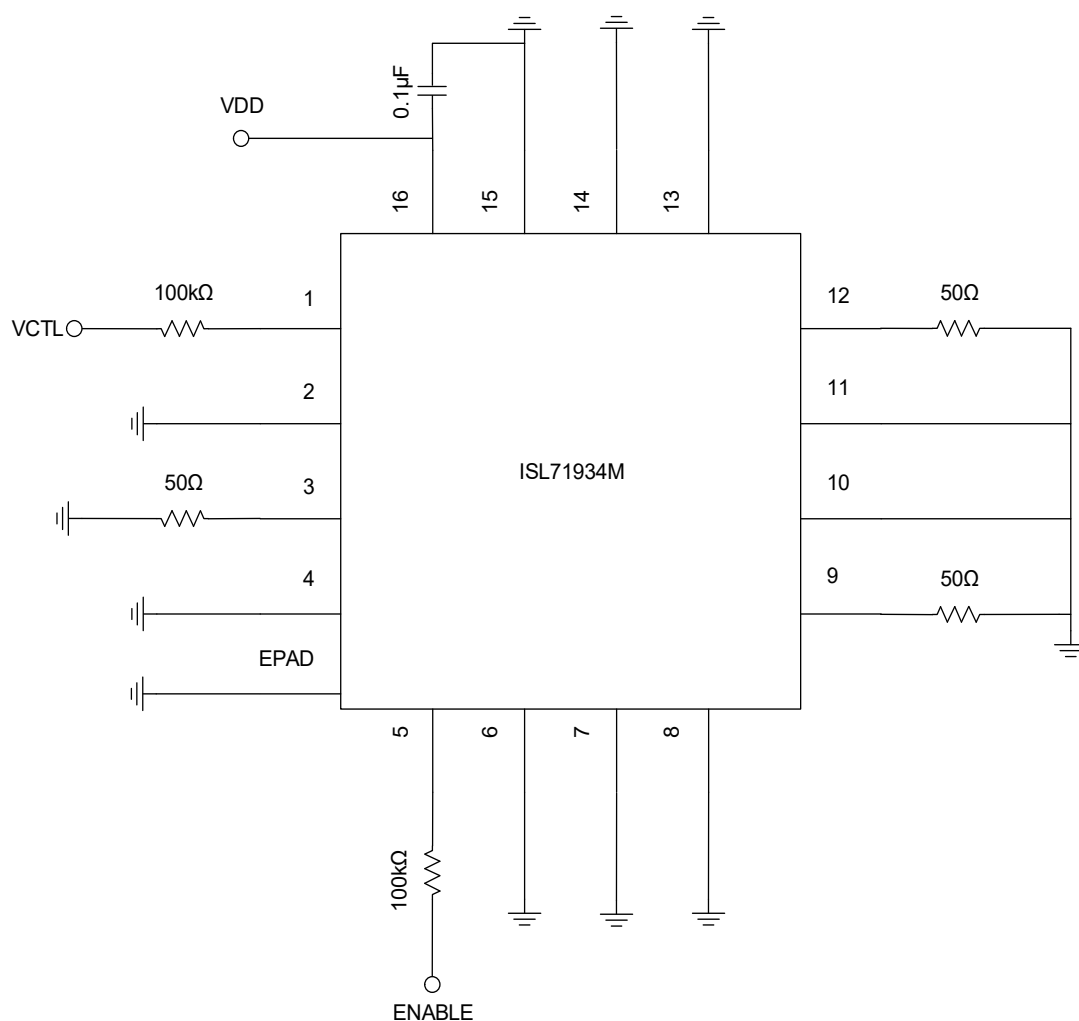 0.1µF
VDD
16
15
14
13
100kΩ
1
12
50Ω
VCTL
2
11
ISL71934M
50Ω
3
10
4
9
50Ω
EPAD
5
6
7
8
100kΩ
ENABLE